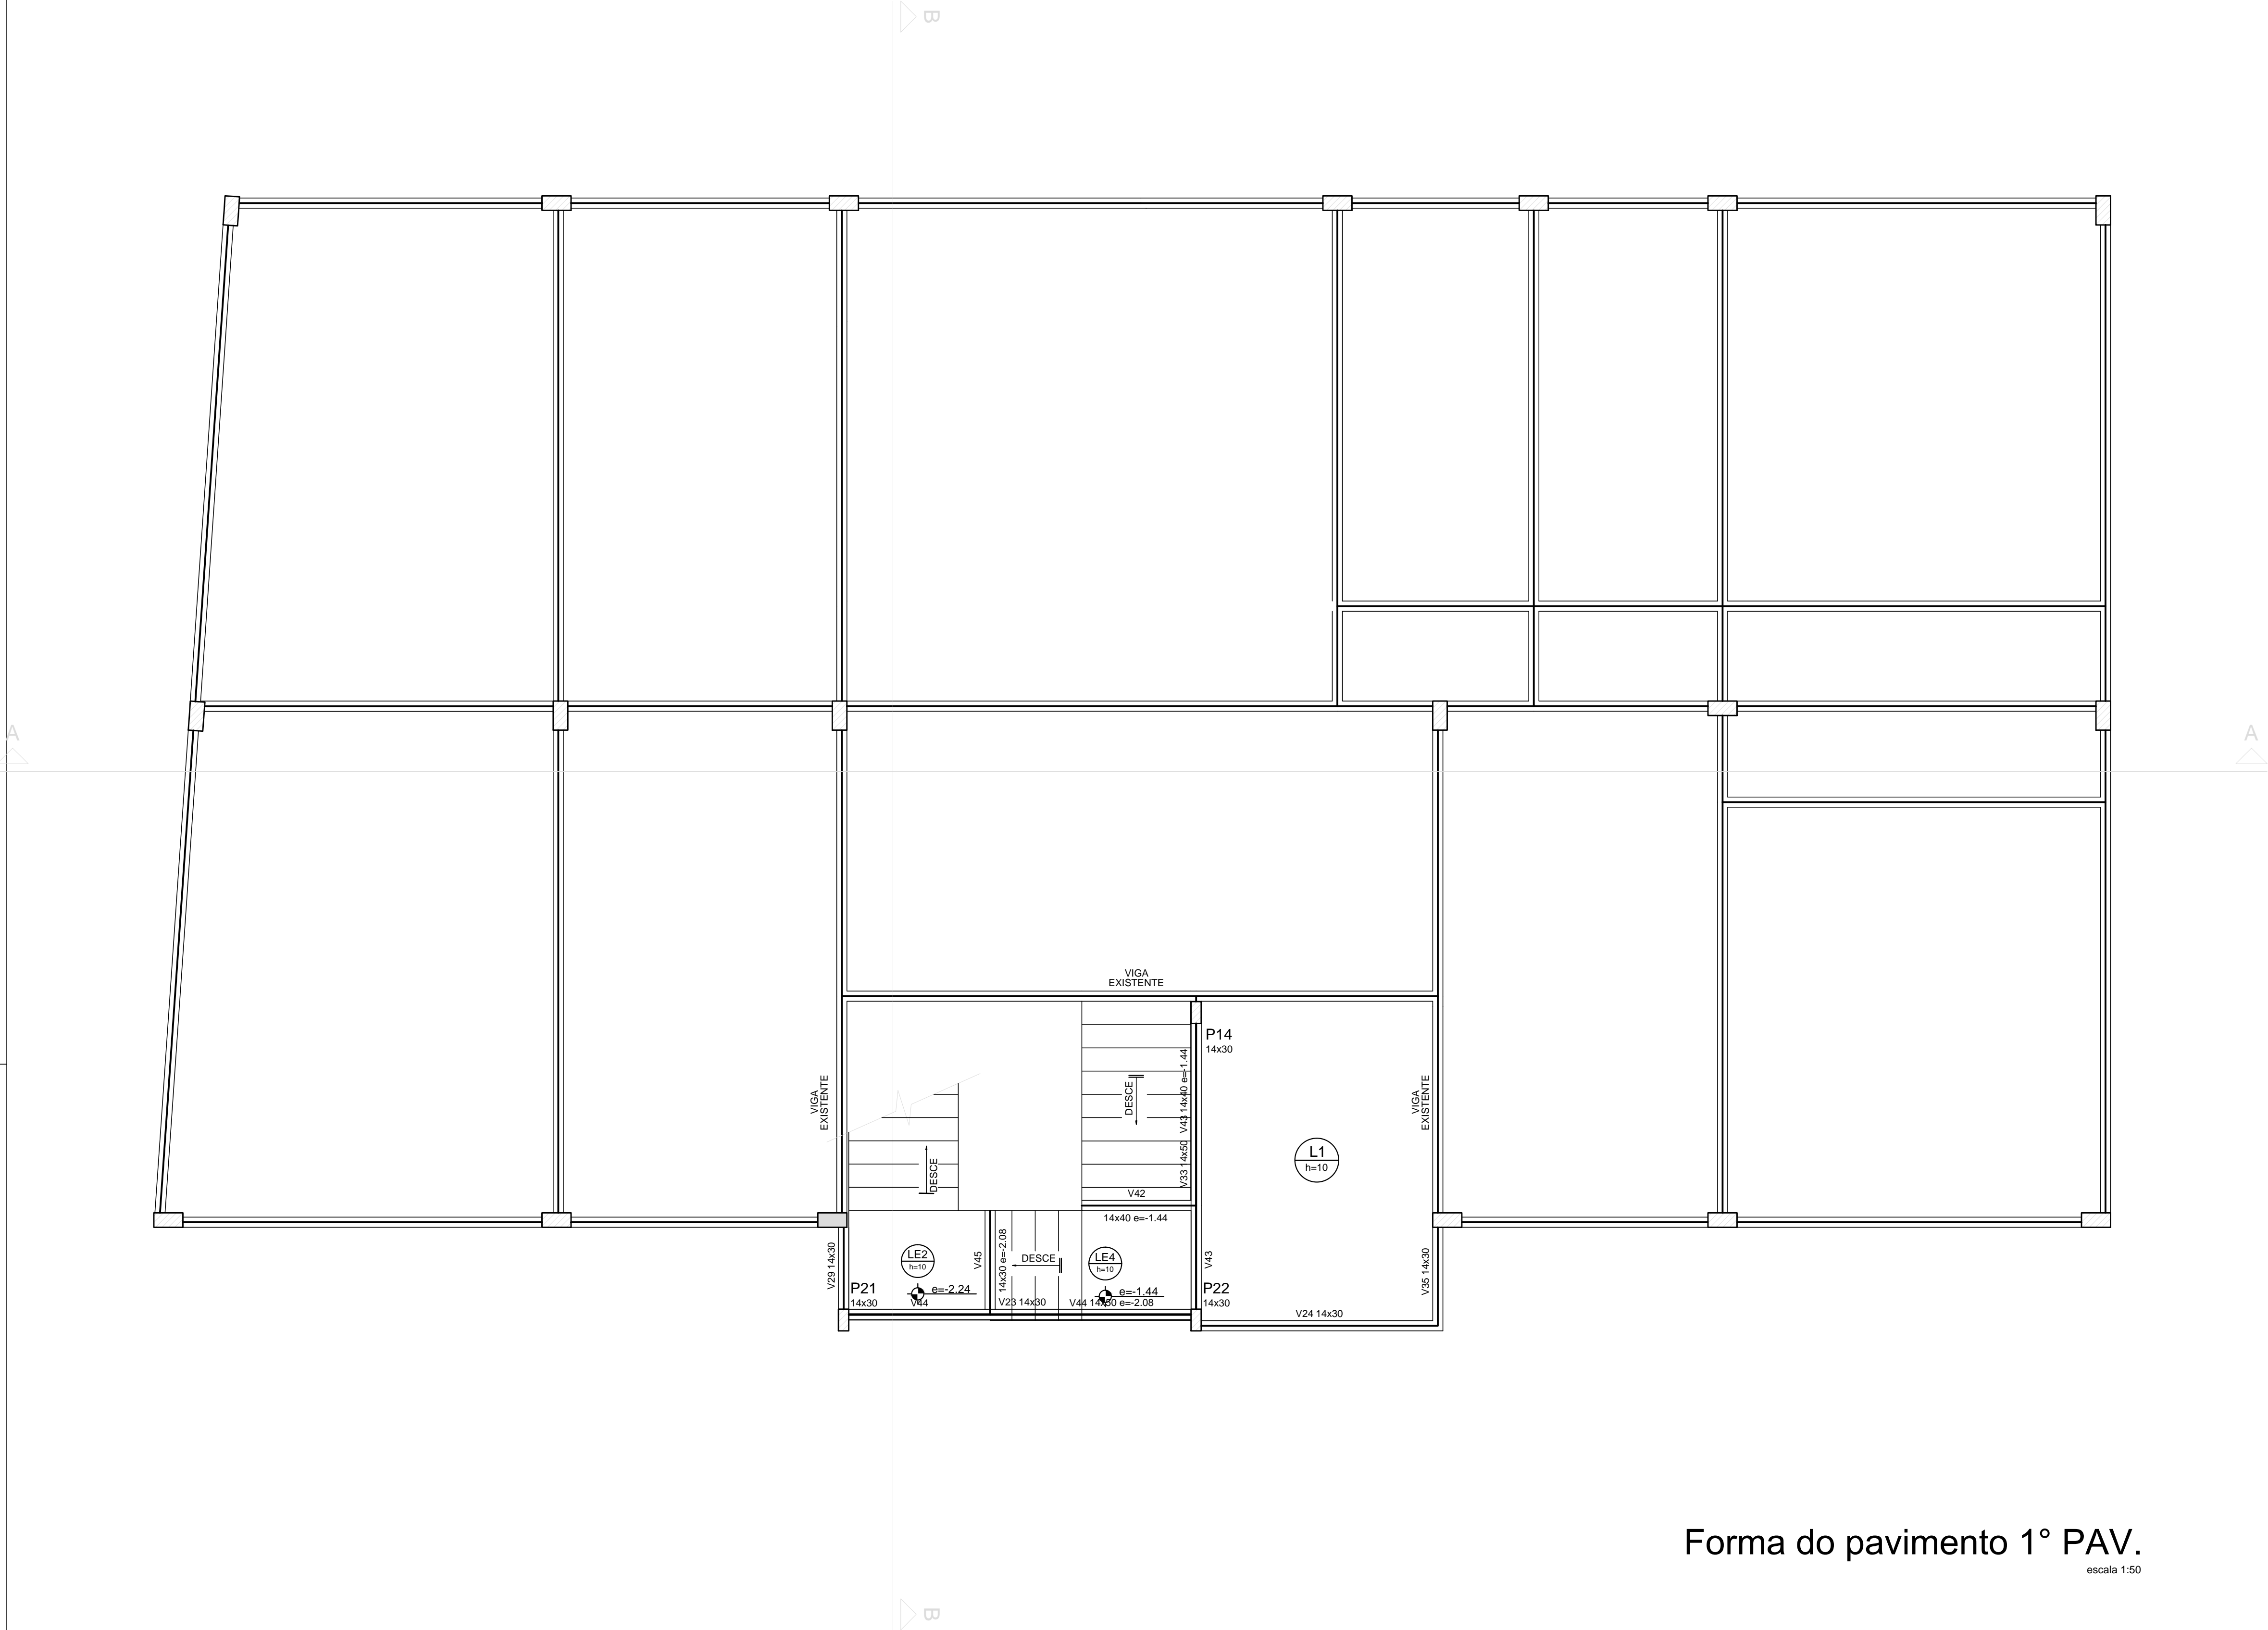 B
A
A
VIGA
EXISTENTE
P14
14x30
VIGA
EXISTENTE
VIGA
EXISTENTE
DESCE
DESCE
V43 14x40 e=-1.44
V33 14x50
L1
h=10
V42
14x40 e=-1.44
V29 14x30
LE2
h=10
V45
14x30 e=-2.08
DESCE
LE4
h=10
V43
V35 14x30
P21
14x30
e=-2.24
V44
V23 14x30
e=-1.44
V44 14x30 e=-2.08
P22
14x30
V24 14x30
Forma do pavimento 1° PAV.
escala 1:50
B